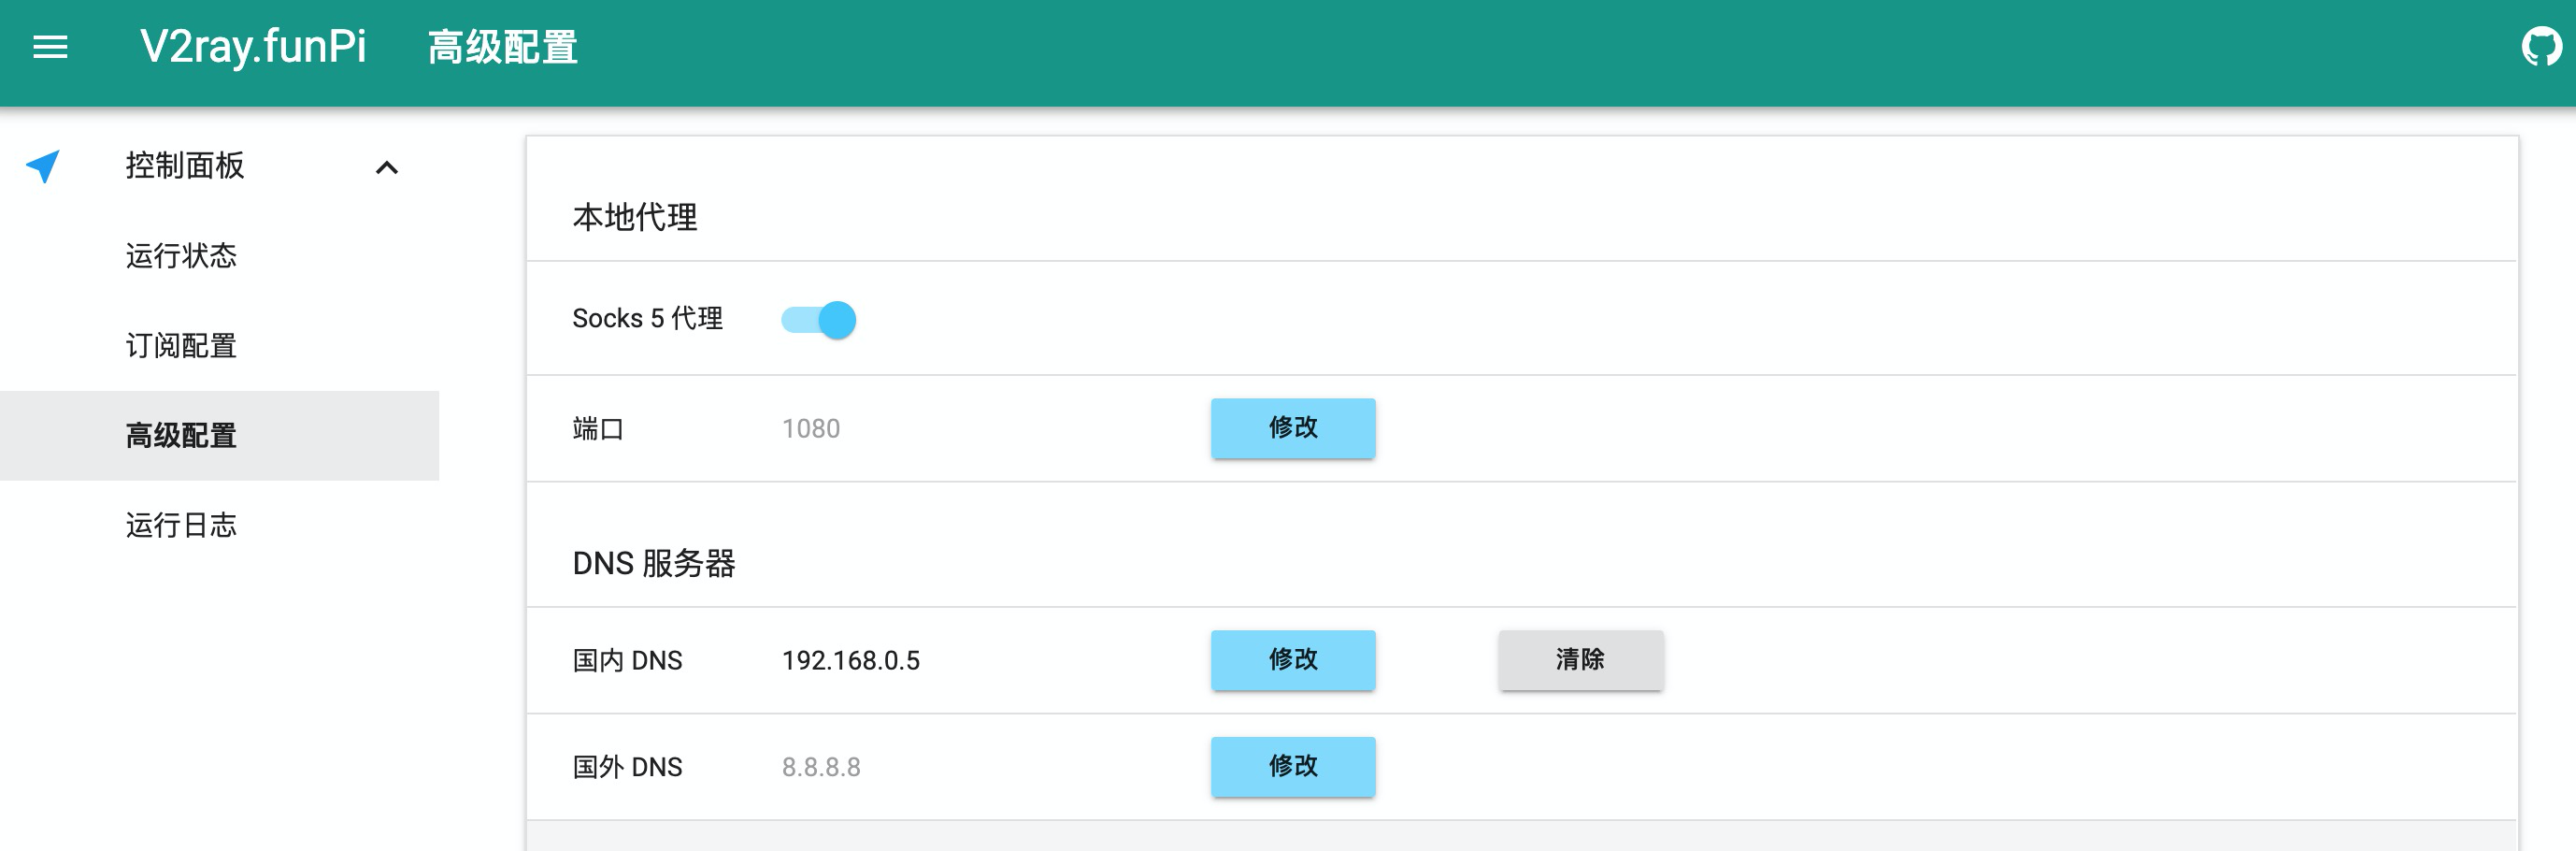 V2ray.funPi 高级配置
控制面板
运行状态
订阅配置
高级配置
运行日志
本地代理
Socks 5 代理
端口 1080 修改
DNS 服务器
国内 DNS 192.168.0.5 修改 清除
国外 DNS 8.8.8.8 修改